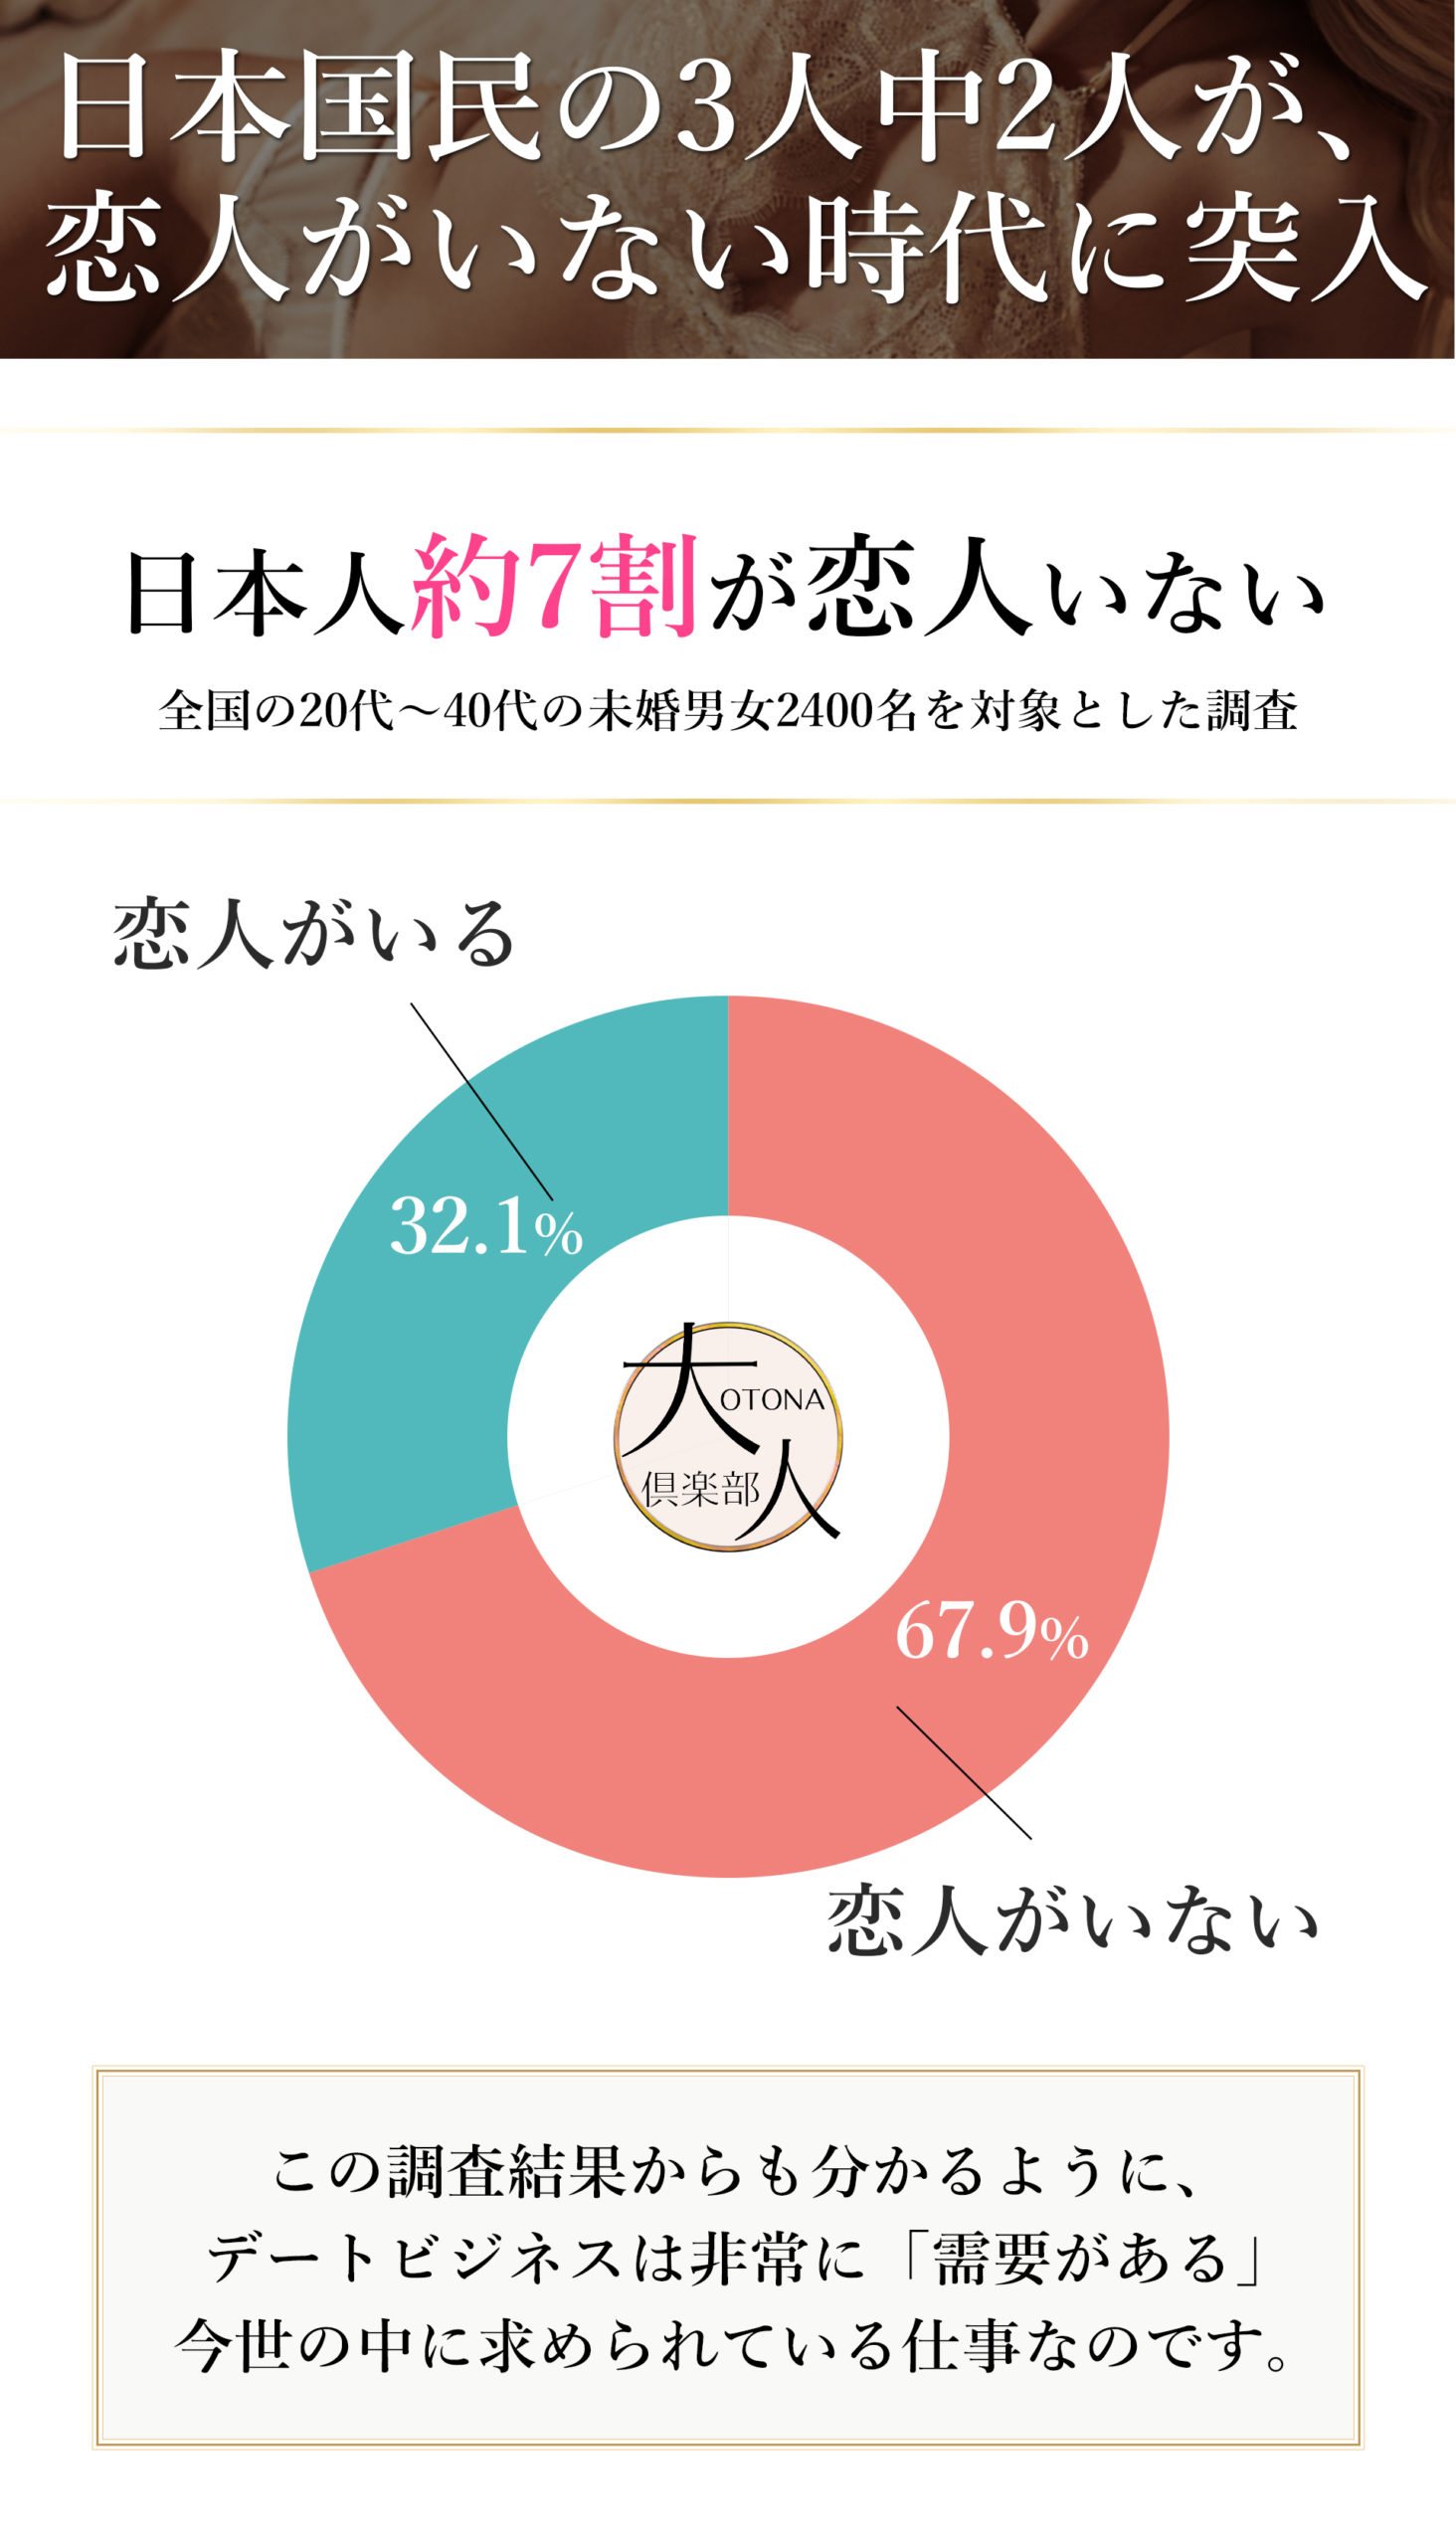 日本国民の3人中2人が、
恋人がいない時代に突入
日本人約7割が恋人いない
全国の20代～40代の未婚男女2400名を対象とした調査
恋人がいる
32.1%
大人
OTONA
倶楽部
67.9%
恋人がいない
この調査結果からも分かるように、
デートビジネスは非常に「需要がある」
今世の中に求められている仕事なのです。